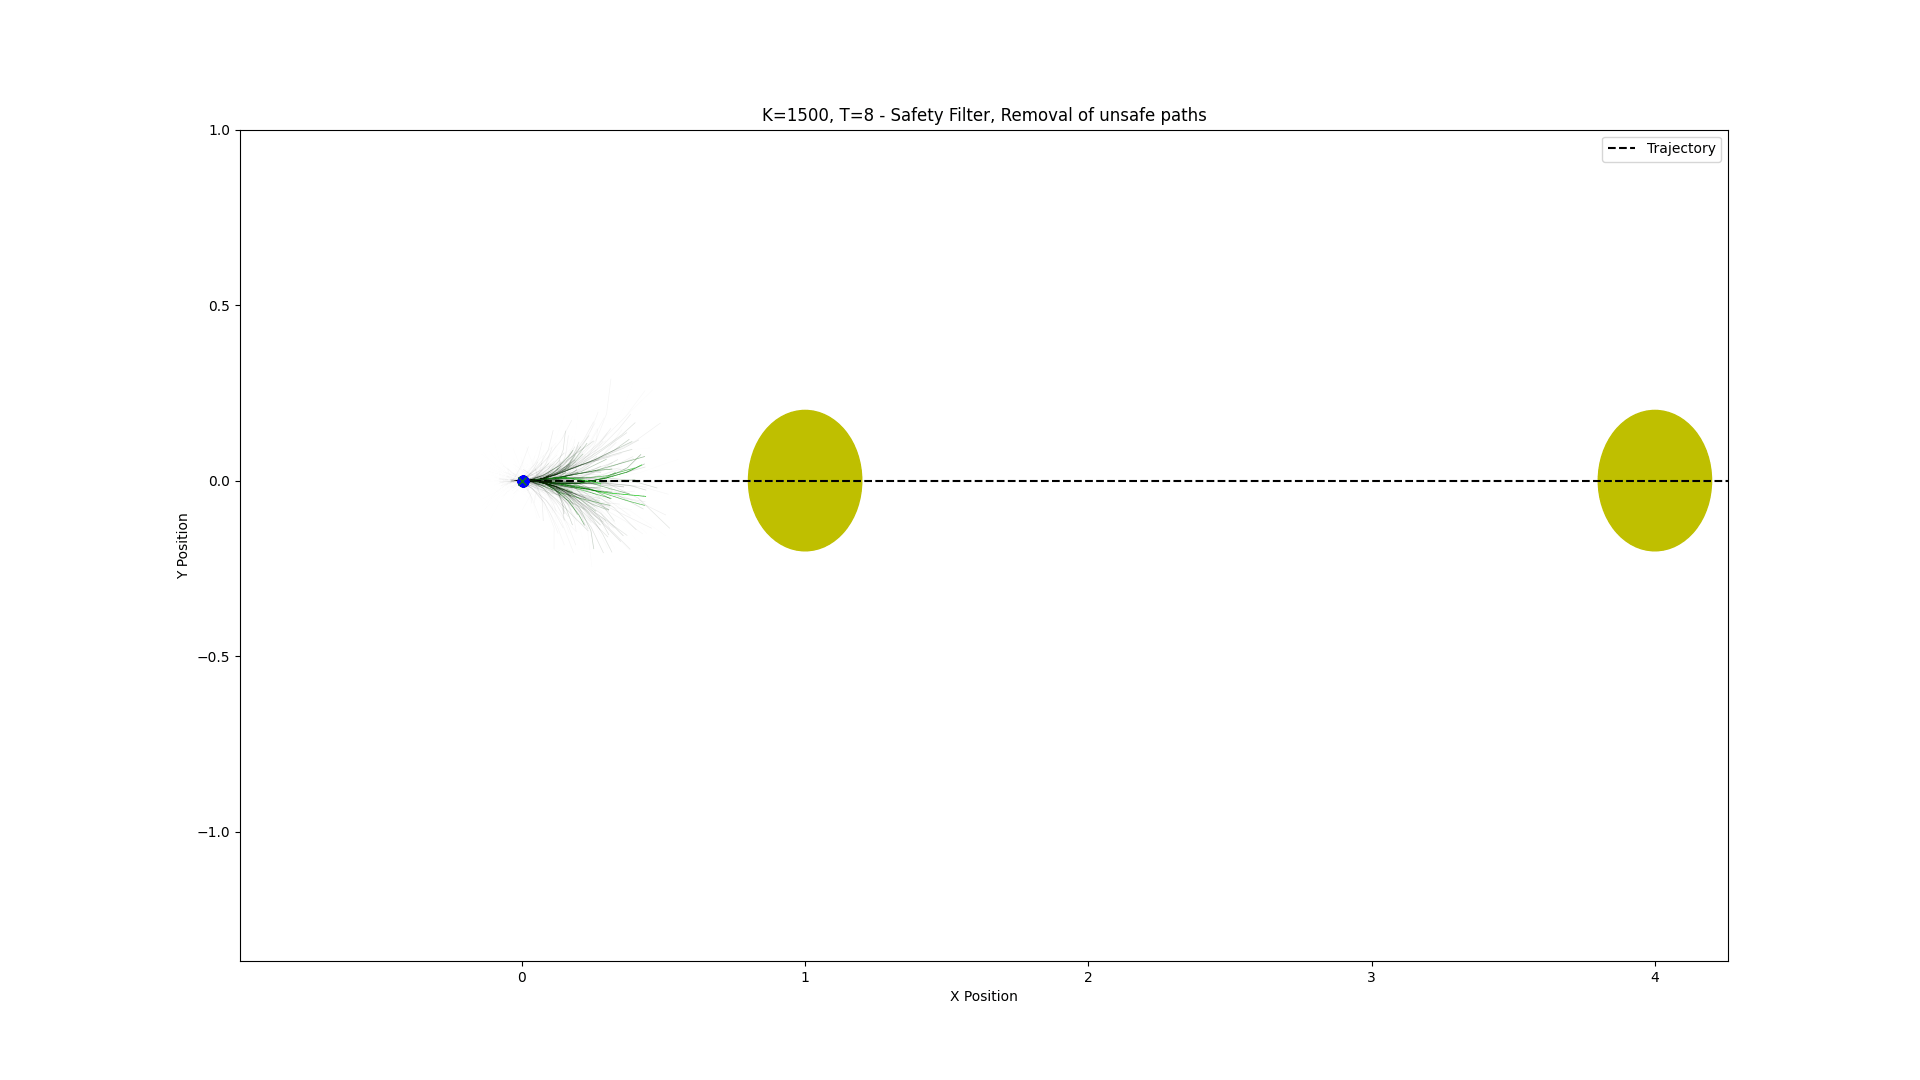 K=1500, T=8 - Safety Filter, Removal of unsafe paths
Trajectory
1.0
0.5
0.0
−0.5
−1.0
Y Position
0
1
2
3
4
X Position